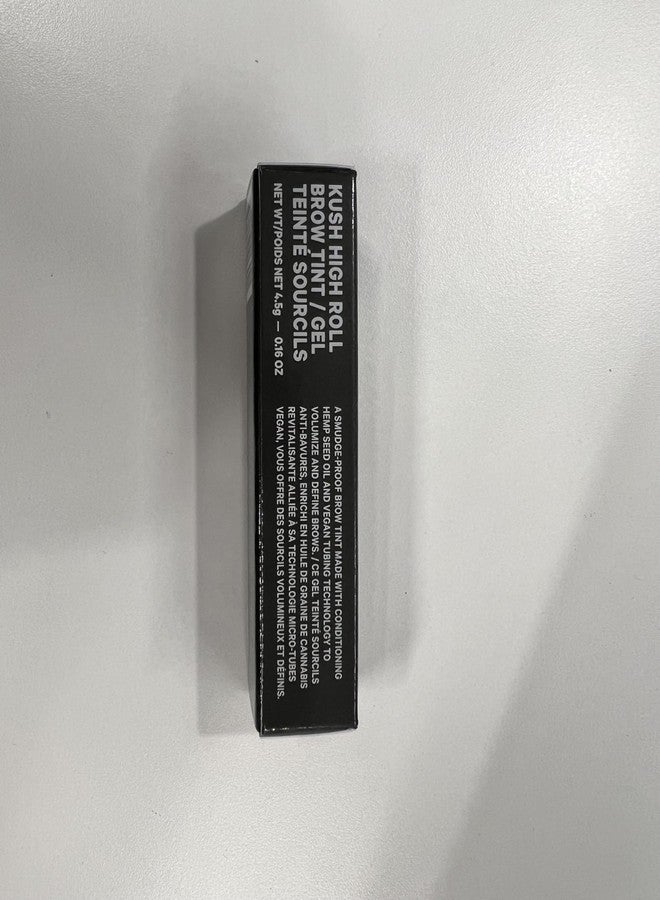 KUSH HIGH ROLL
BROW TINT / GEL
TEINTÉ SOURCILS
NET WT/POIDS NET 4.5g — 0.16 OZ
A SMUDGE-PROOF BROW TINT MADE WITH CONDITIONING
HEMP SEED OIL AND VEGAN TUBING TECHNOLOGY TO
VOLUMIZE AND DEFINE BROWS. / CE GEL TEINTÉ SOURCILS
ANTI-BAVURES, ENRICHI EN HUILE DE GRAINE DE CANNABIS
REVITALISANTE ALLIÉE À SA TECHNOLOGIE MICRO-TUBES
VEGAN, VOUS OFFRE DES SOURCILS VOLUMINEUX ET DÉFINIS.